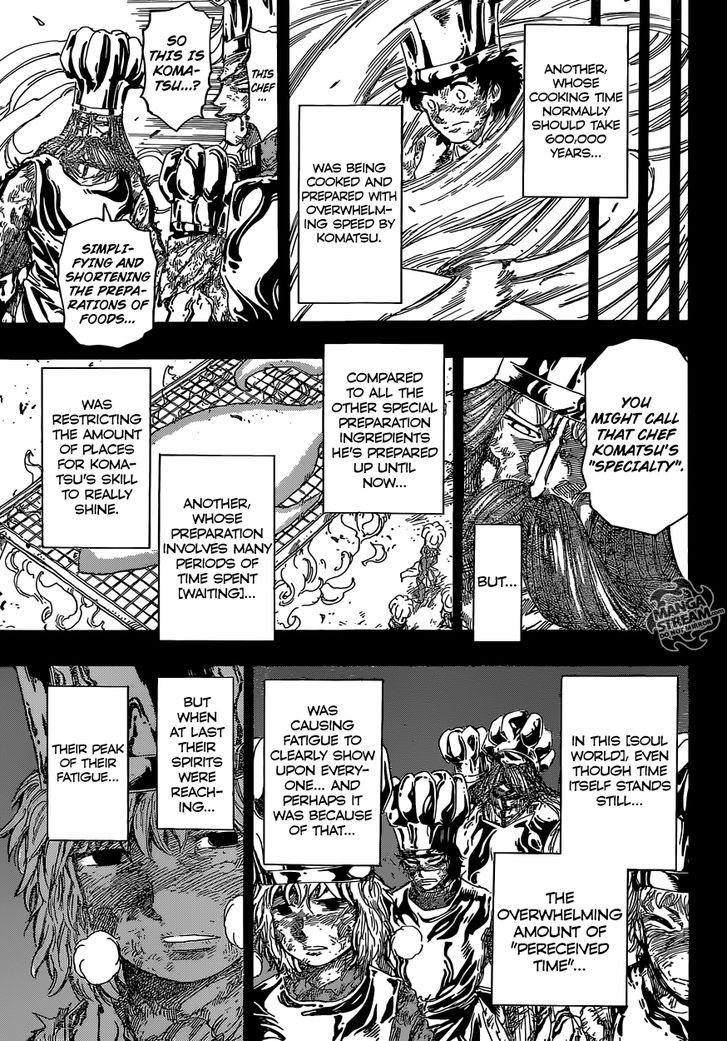 ANOTHER,
WHOSE
COOKING TIME
NORMALLY
SHOULD TAKE
600,000
YEARS...
WAS BEING
COOKED AND
PREPARED WITH
OVERWHELM-
ING SPEED BY
KOMATSU.
THIS
CHEF
...
SO
THIS IS
KOMA-
TSU...?
SIMPLI-
FYING AND
SHORTENING
THE PREPA-
RATIONS OF
FOODS...
YOU
MIGHT CALL
THAT CHEF
KOMATSU'S
"SPECIALTY".
BUT...
COMPARED
TO ALL THE
OTHER SPECIAL
PREPARATION
INGREDIENTS
HE'S PREPARED
UP UNTIL
NOW...
ANOTHER,
WHOSE
PREPARATION
INVOLVES MANY
PERIODS OF
TIME SPENT
[WAITING]...
WAS
RESTRICTING
THE AMOUNT
OF PLACES
FOR KOMA-
TSU'S SKILL
TO REALLY
SHINE.
MANGA
STREAM.com
DO NOT MIRROR
IN THIS [SOUL
WORLD], EVEN
THOUGH TIME
ITSELF STANDS
STILL...
THE
OVERWHELMING
AMOUNT OF
"PERECEIVED
TIME"...
WAS
CAUSING
FATIGUE TO
CLEARLY SHOW
UPON EVERY-
ONE... AND
PERHAPS IT
WAS BECAUSE
OF THAT...
BUT
WHEN
AT LAST
THEIR
SPIRITS
WERE
REACH-
ING...
THEIR PEAK
OF THEIR
FATIGUE...